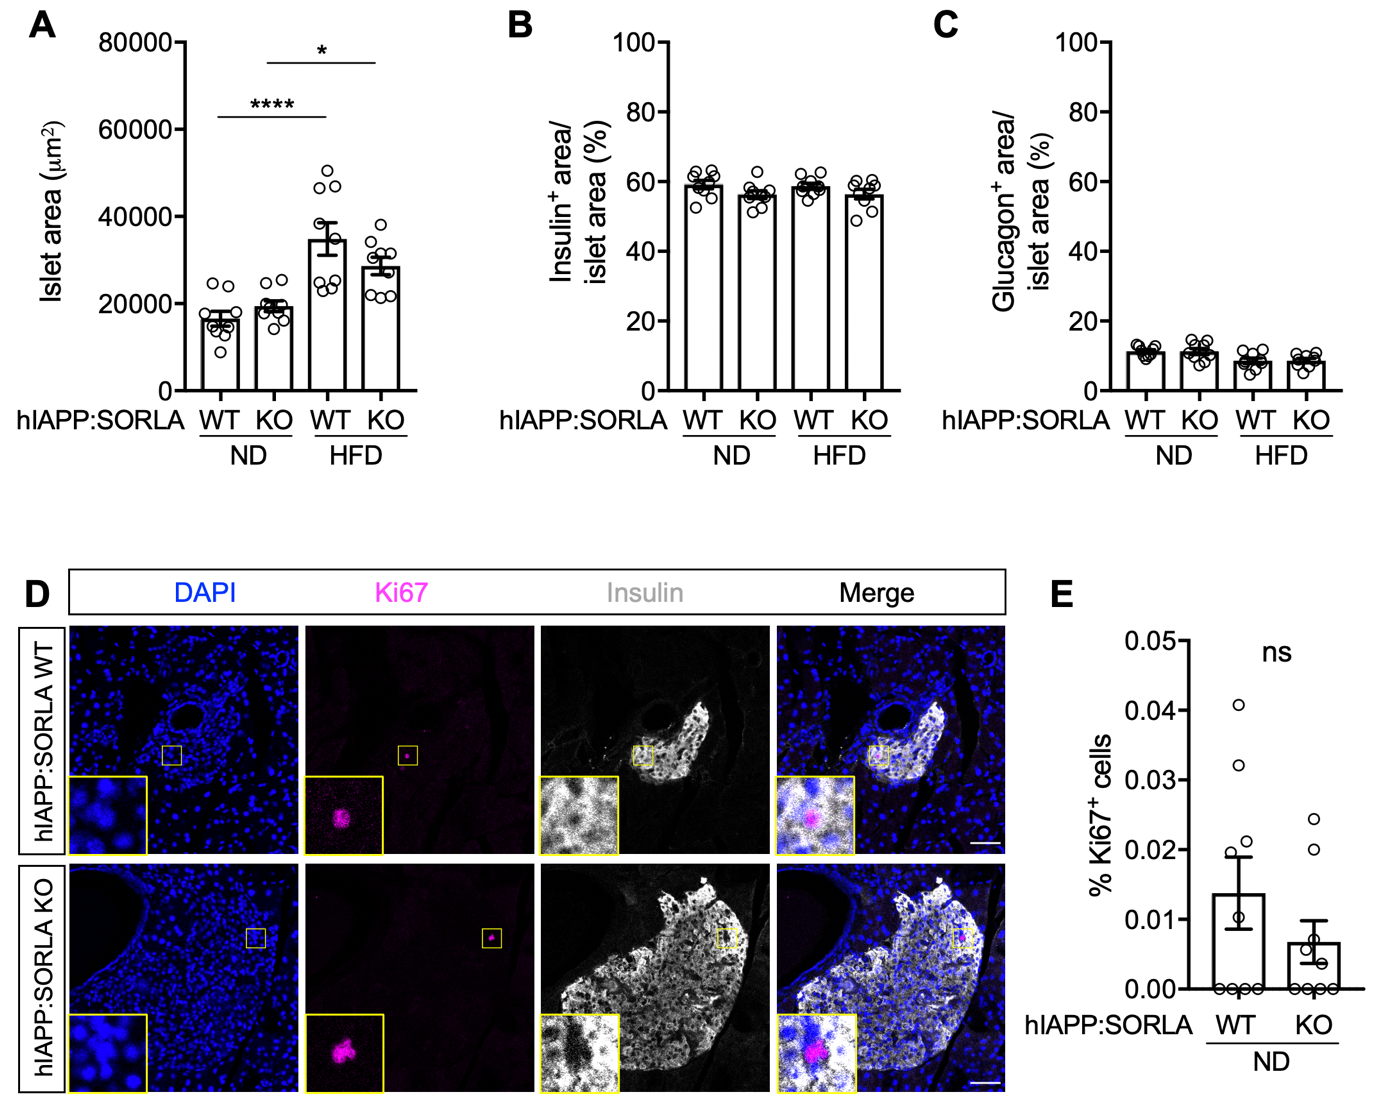 A
80000
60000
40000
20000
0
Islet area (μm²)
****
*
hIAPP:SORLA WT KO WT KO
ND HFD
B
100
80
60
40
20
0
Insulin⁺ area/
islet area (%)
hIAPP:SORLA WT KO WT KO
ND HFD
C
100
80
60
40
20
0
Glucagon⁺ area/
islet area (%)
hIAPP:SORLA WT KO WT KO
ND HFD
D
DAPI Ki67 Insulin Merge
hIAPP:SORLA WT
hIAPP:SORLA KO
E
0.05
0.04
0.03
0.02
0.01
0.00
% Ki67⁺ cells
ns
hIAPP:SORLA WT KO
ND